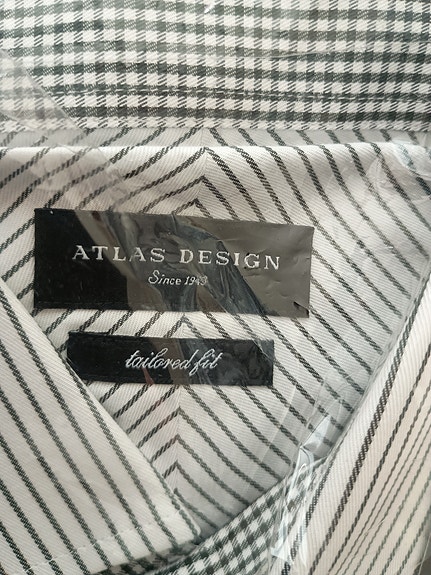 ATLAS DESIGN
Since 1943
tailored fit